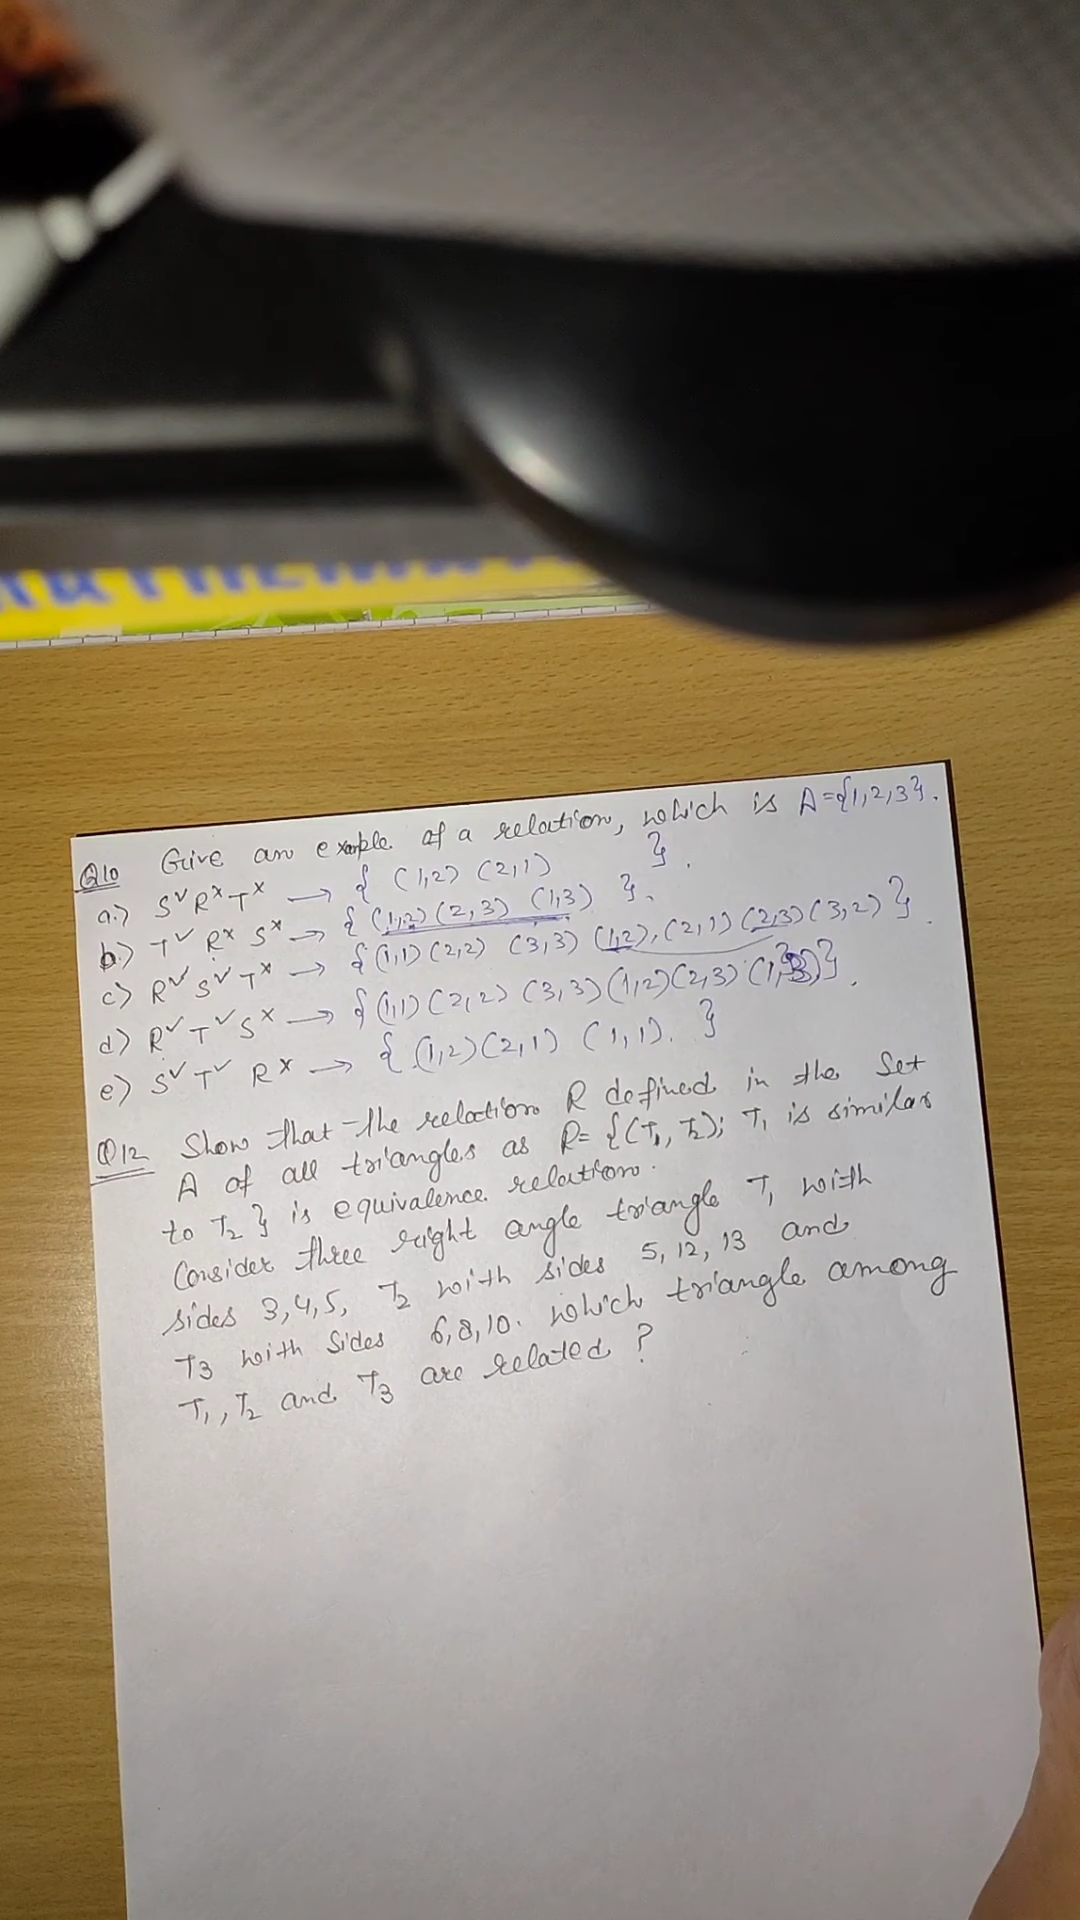 Q10 Give an example of a relation, which is A={1,2,3}.
a.) S✓ R× T× → { (1,2) (2,1) }.
b.) T✓ R× S× → { (1,2) (2,3) (1,3) }.
c) R✓ S✓ T× → { (1,1) (2,2) (3,3) (1,2), (2,1) (2,3) (3,2) }.
d) R✓ T✓ S× → { (1,1) (2,2) (3,3) (1,2) (2,3) (1,3)}.
e) S✓ T✓ R× → { (1,2) (2,1) (1,1). }
Q12 Show that the relation R defined in the Set
A of all triangles as R= {(T1, T2); T1 is similar
to T2 } is equivalence relation.
Consider three right angle triangle T1 with
sides 3,4,5, T2 with sides 5, 12, 13 and
T3 with Sides 6,8,10. which triangle among
T1, T2 and T3 are related ?